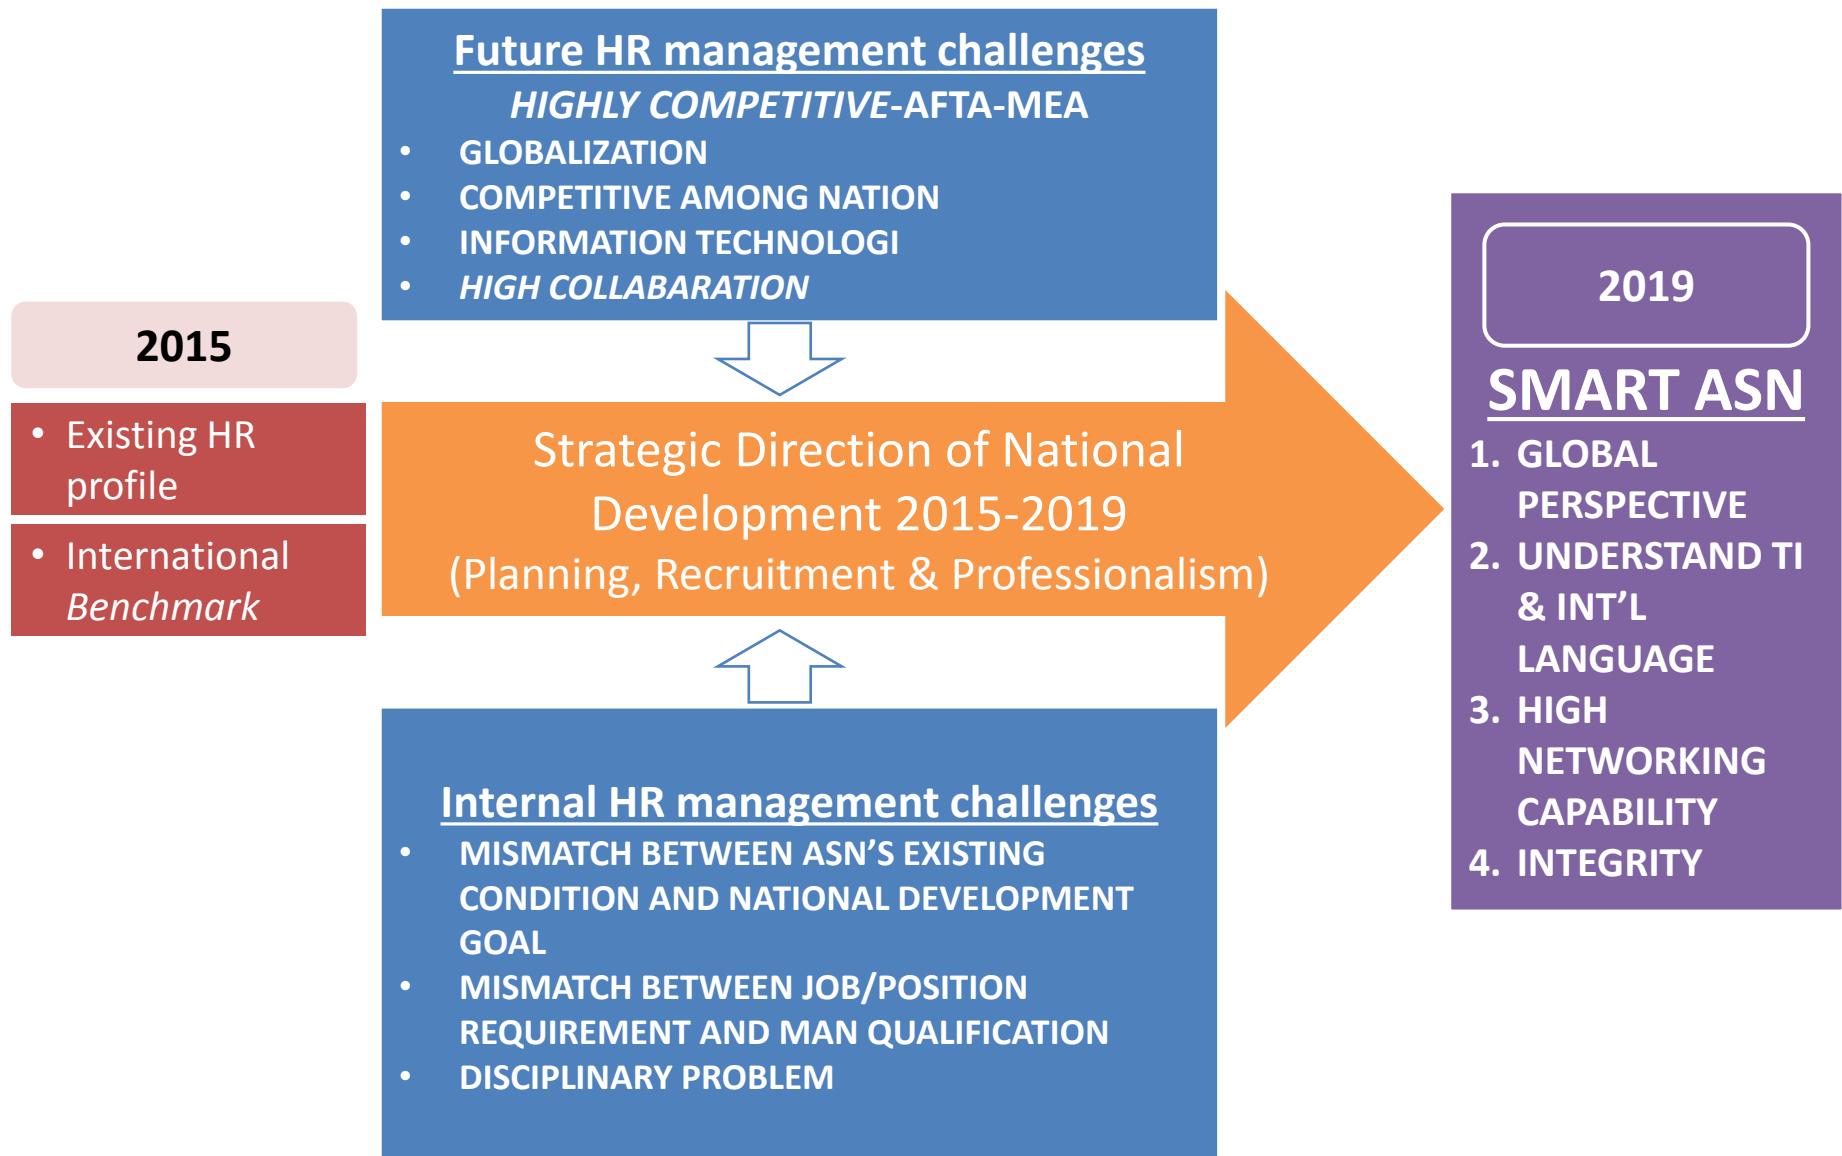 Future HR management challenges
HIGHLY COMPETITIVE-AFTA-MEA
• GLOBALIZATION
• COMPETITIVE AMONG NATION
• INFORMATION TECHNOLOGI
• HIGH COLLABARATION
2015
• Existing HR
profile
• International
Benchmark
Strategic Direction of National
Development 2015-2019
(Planning, Recruitment & Professionalism)
Internal HR management challenges
• MISMATCH BETWEEN ASN’S EXISTING
CONDITION AND NATIONAL DEVELOPMENT
GOAL
• MISMATCH BETWEEN JOB/POSITION
REQUIREMENT AND MAN QUALIFICATION
• DISCIPLINARY PROBLEM
2019
SMART ASN
1. GLOBAL
PERSPECTIVE
2. UNDERSTAND TI
& INT’L
LANGUAGE
3. HIGH
NETWORKING
CAPABILITY
4. INTEGRITY